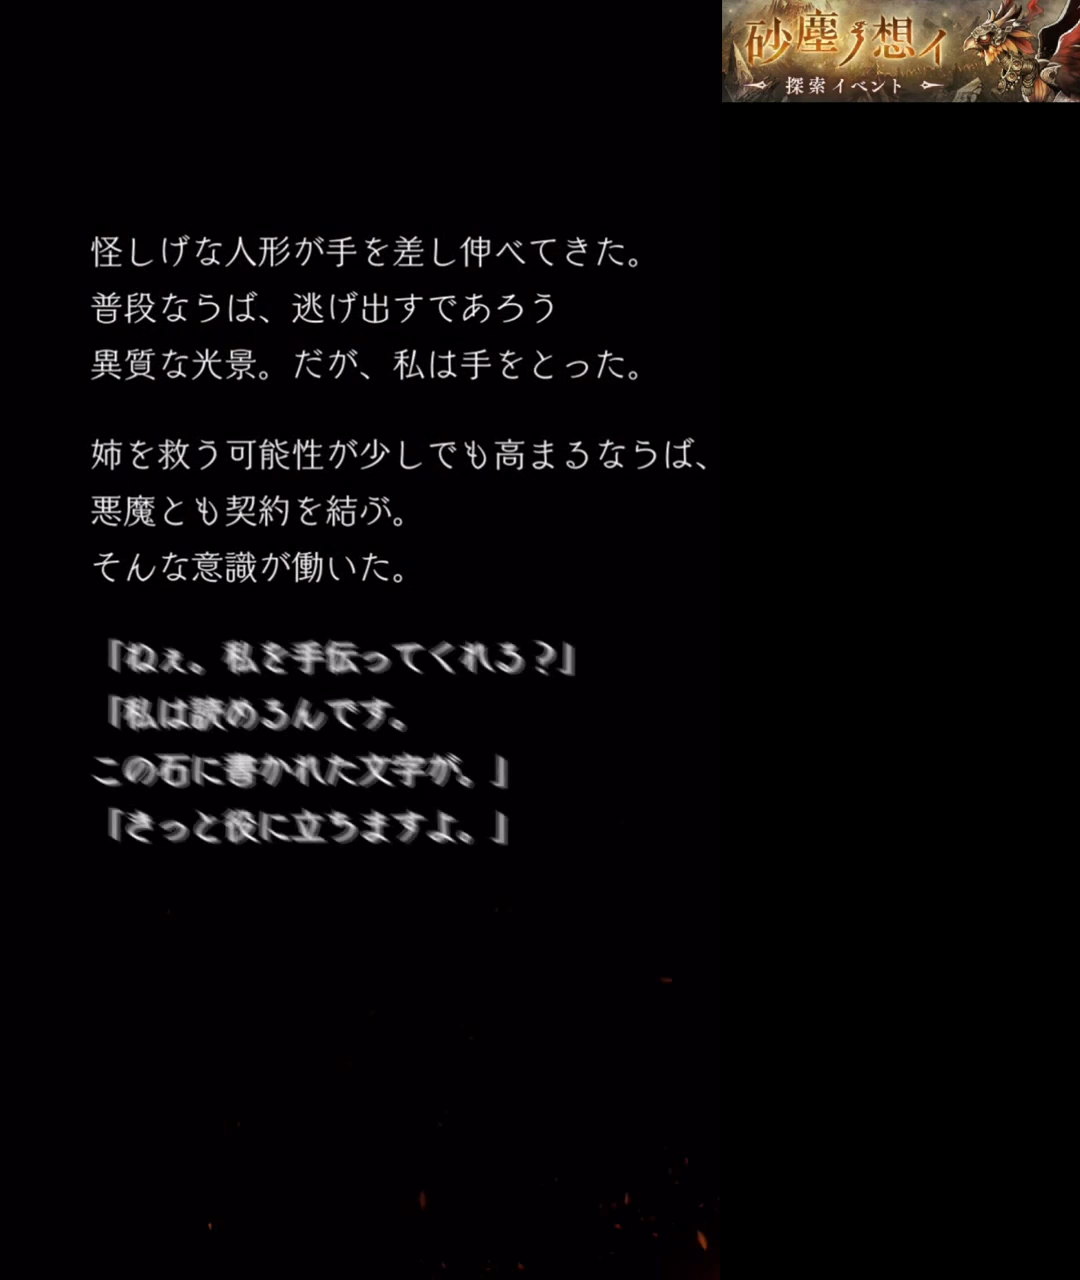 砂塵ノ想イ
探索イベント
怪しげな人形が手を差し伸べてきた。
普段ならば、逃げ出すであろう
異質な光景。だが、私は手をとった。
姉を救う可能性が少しでも高まるならば、
悪魔とも契約を結ぶ。
そんな意識が働いた。
「ねぇ。私を手伝ってくれる？」
「私は読めるんです。
この石に書かれた文字が。」
「きっと役に立ちますよ。」